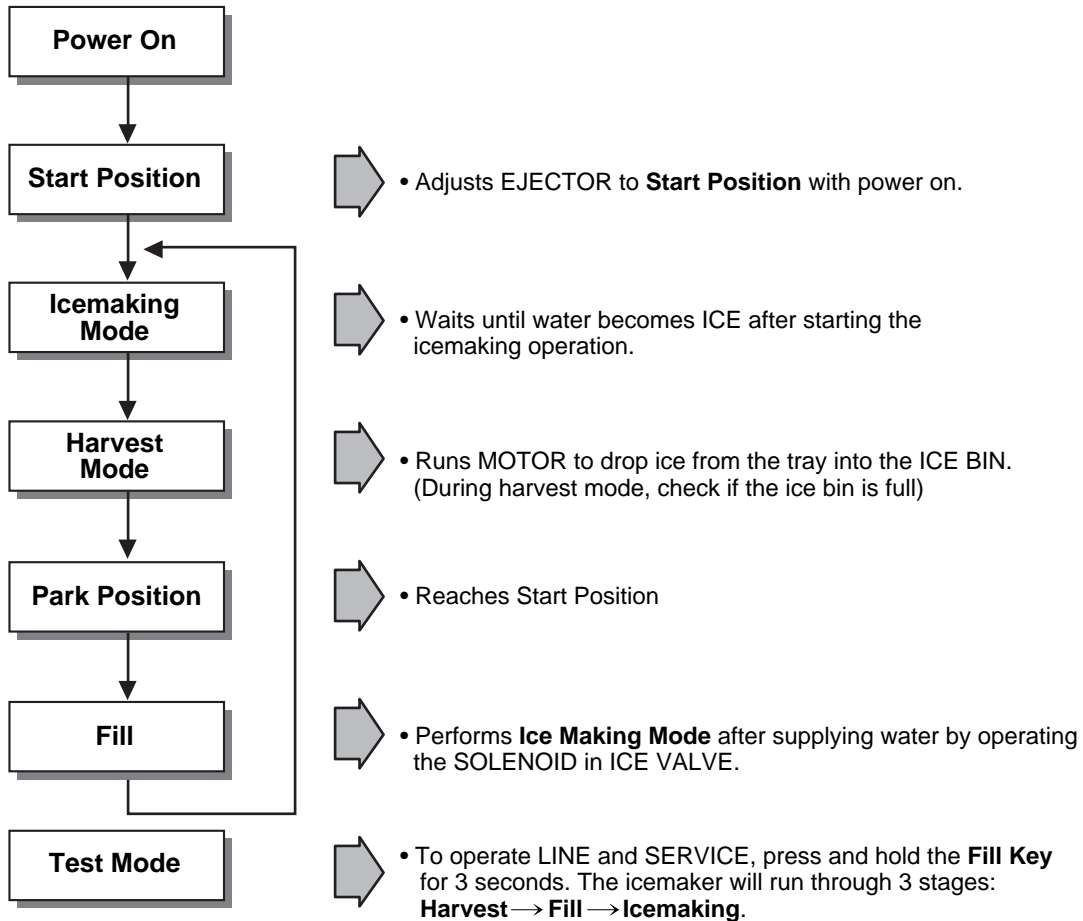 Power On
Start Position
• Adjusts EJECTOR to Start Position with power on.
Icemaking
Mode
• Waits until water becomes ICE after starting the
icemaking operation.
Harvest
Mode
• Runs MOTOR to drop ice from the tray into the ICE BIN.
(During harvest mode, check if the ice bin is full)
Park Position
• Reaches Start Position
Fill
• Performs Ice Making Mode after supplying water by operating
the SOLENOID in ICE VALVE.
Test Mode
• To operate LINE and SERVICE, press and hold the Fill Key
for 3 seconds. The icemaker will run through 3 stages:
Harvest → Fill → Icemaking.